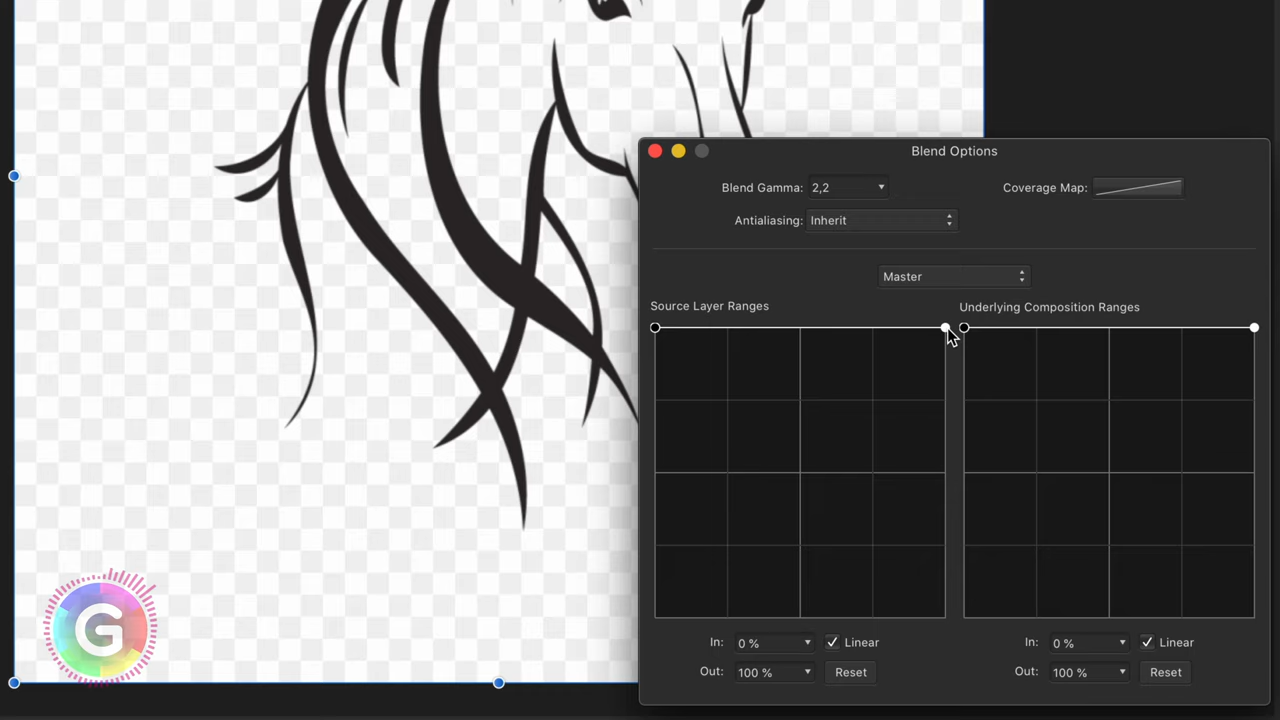 Blend Options
Blend Gamma: 2,2
Coverage Map:
Antialiasing: Inherit
Master
Source Layer Ranges
Underlying Composition Ranges
In: 0 % Linear
In: 0 % Linear
Out: 100 % Reset
Out: 100 % Reset
G